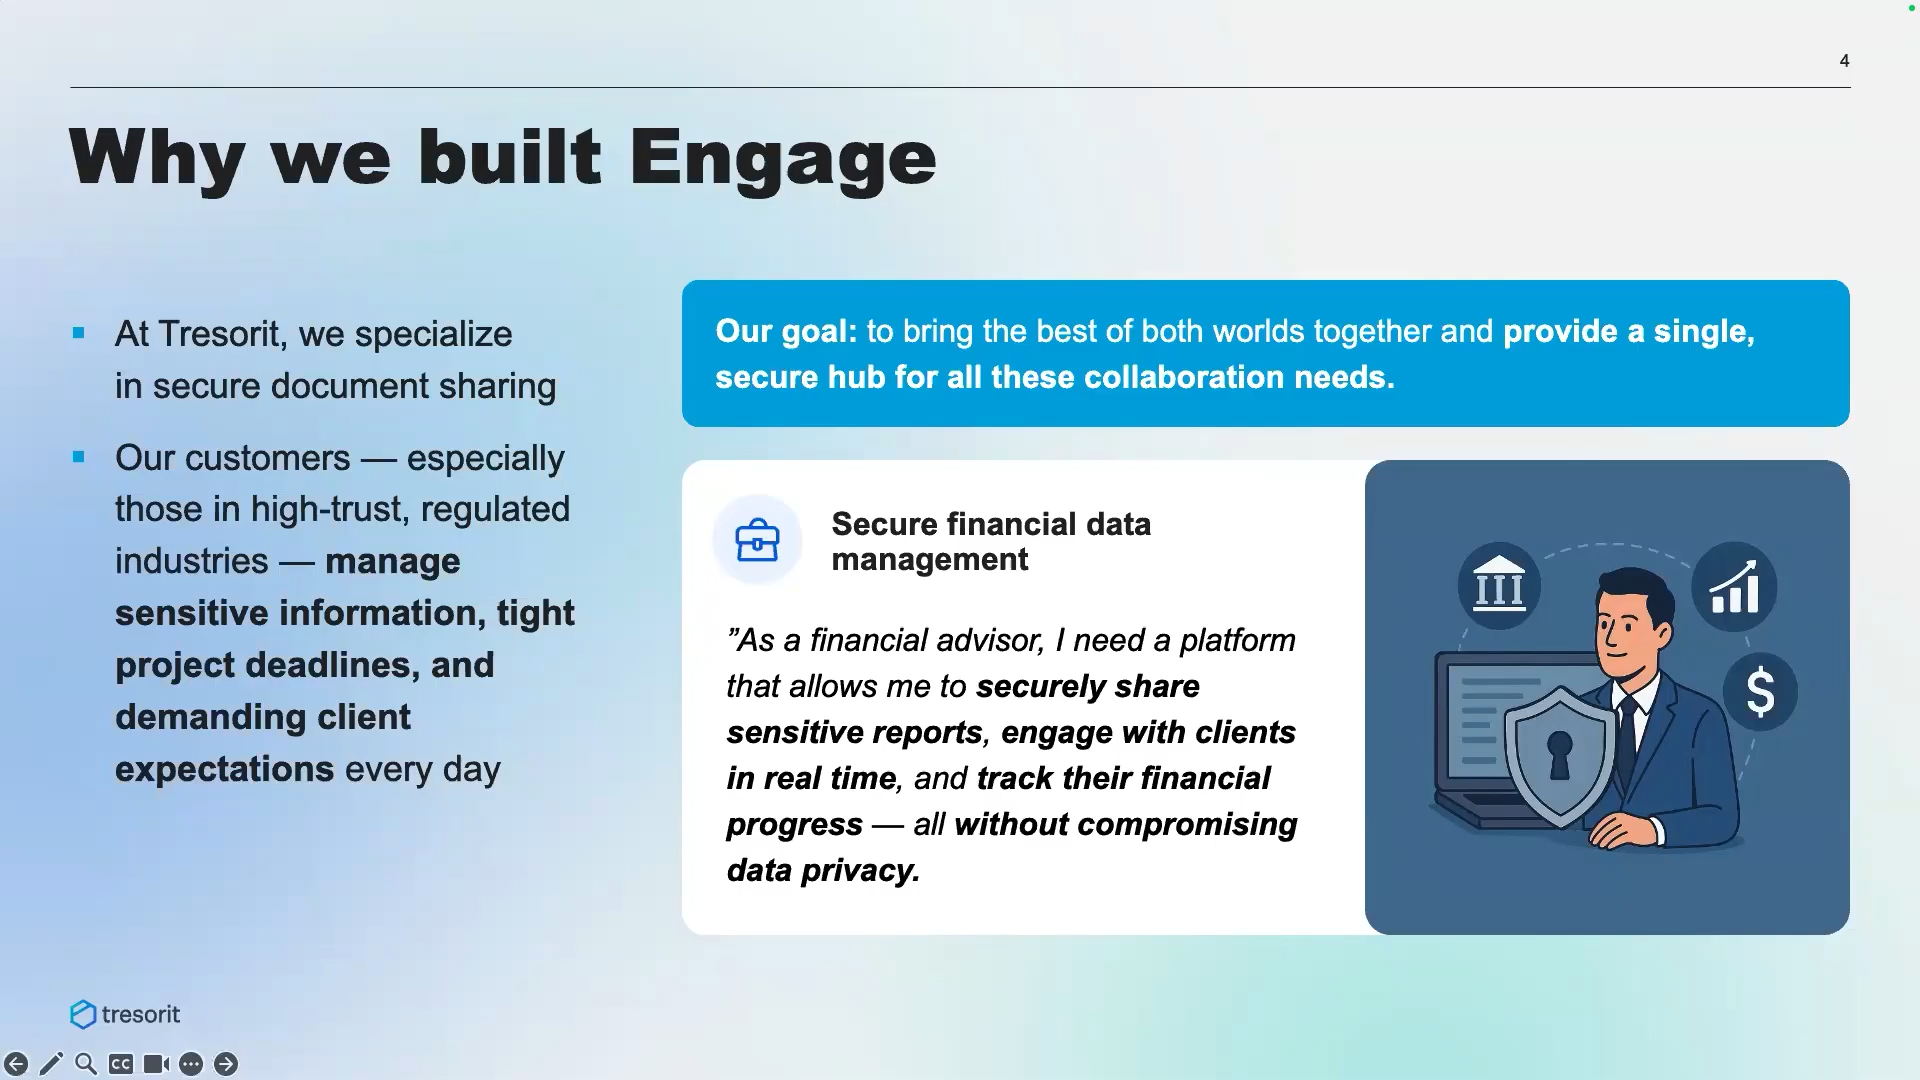 4
Why we built Engage
At Tresorit, we specialize
in secure document sharing
Our customers — especially
those in high-trust, regulated
industries — manage
sensitive information, tight
project deadlines, and
demanding client
expectations every day
Our goal: to bring the best of both worlds together and provide a single,
secure hub for all these collaboration needs.
Secure financial data
management
”As a financial advisor, I need a platform
that allows me to securely share
sensitive reports, engage with clients
in real time, and track their financial
progress — all without compromising
data privacy.
$
tresorit
CC